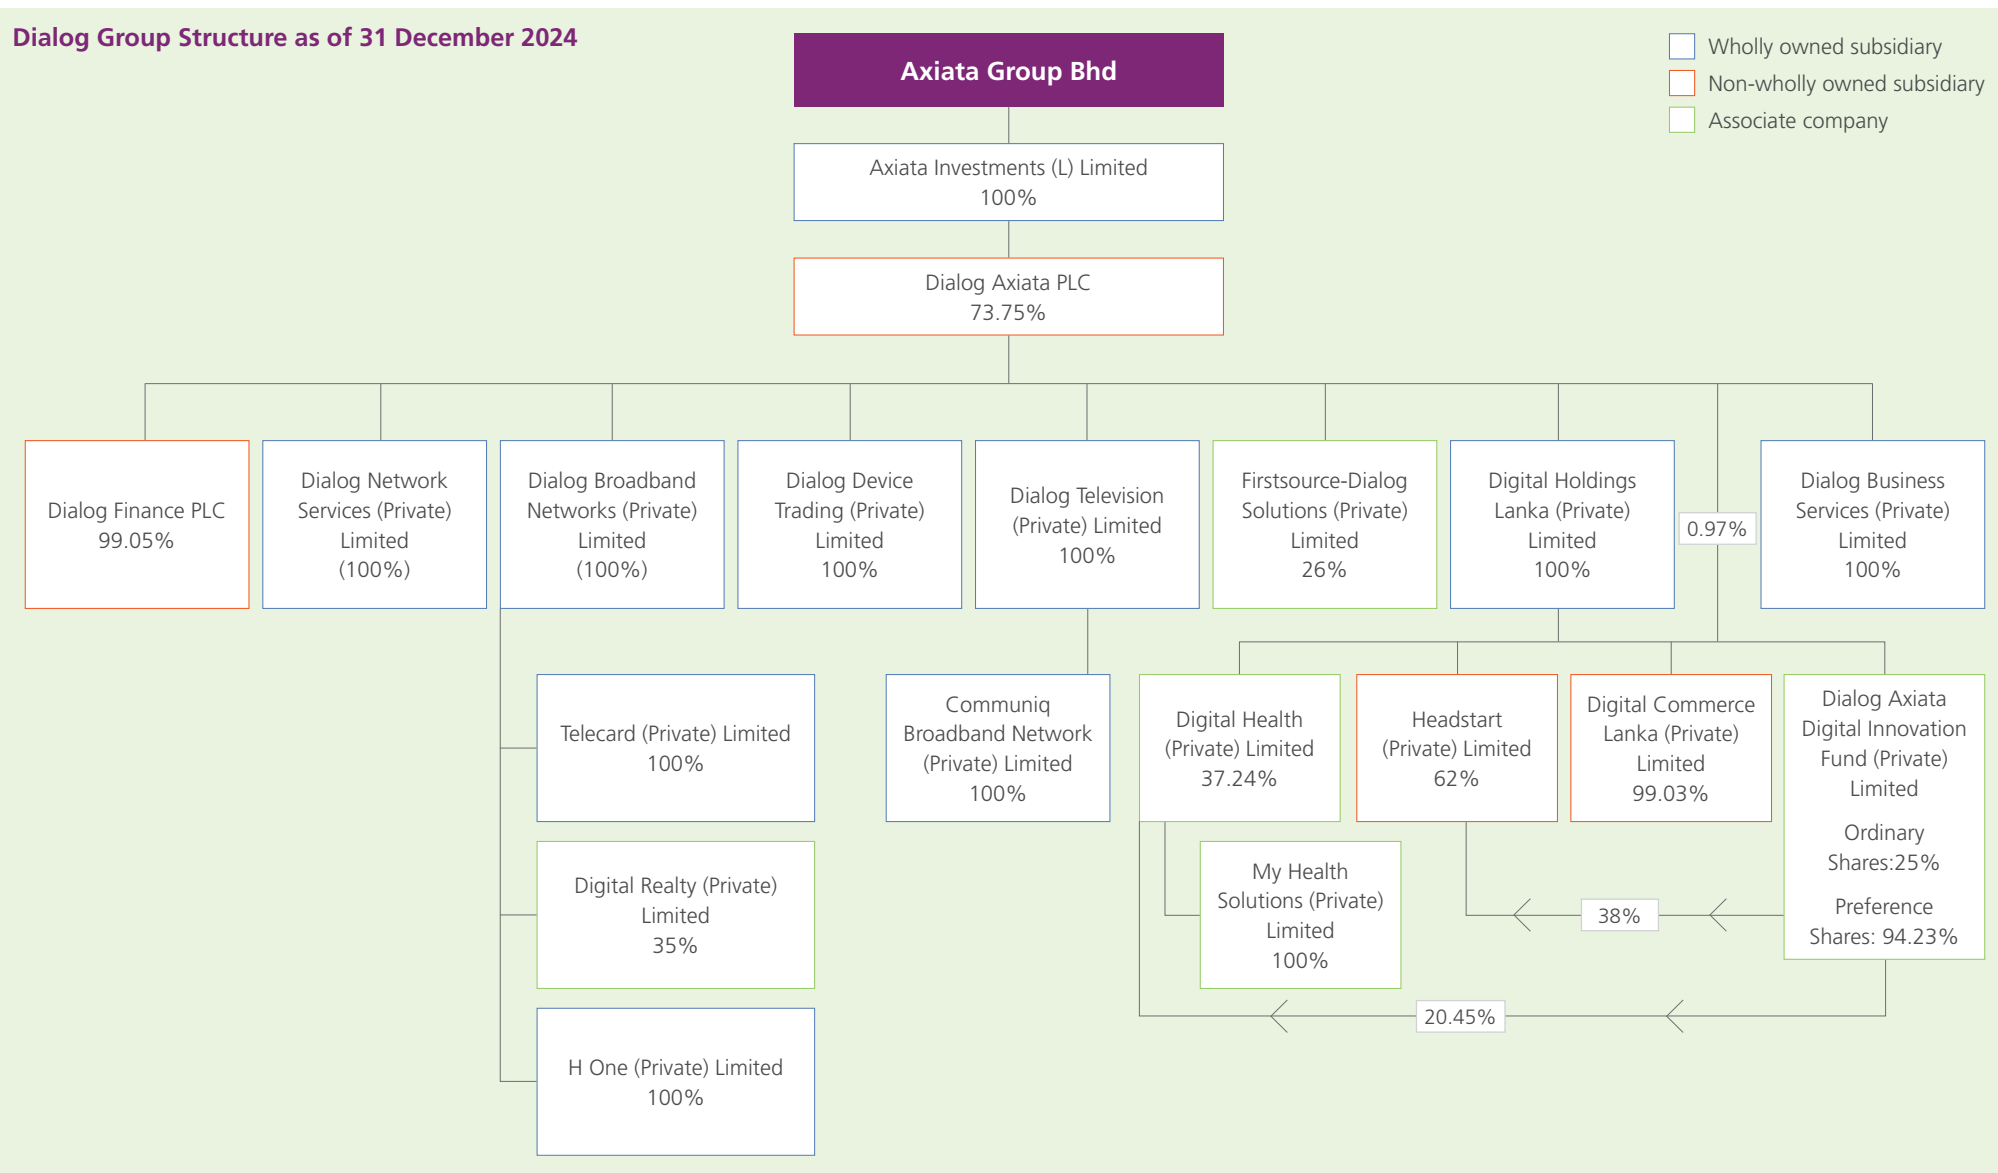 Dialog Group Structure as of 31 December 2024
Axiata Group Bhd
Wholly owned subsidiary
Non-wholly owned subsidiary
Associate company
Axiata Investments (L) Limited
100%
Dialog Axiata PLC
73.75%
Dialog Finance PLC
99.05%
Dialog Network
Services (Private)
Limited
(100%)
Dialog Broadband
Networks (Private)
Limited
(100%)
Dialog Device
Trading (Private)
Limited
100%
Dialog Television
(Private) Limited
100%
Firstsource-Dialog
Solutions (Private)
Limited
26%
Digital Holdings
Lanka (Private)
Limited
100%
0.97%
Dialog Business
Services (Private)
Limited
100%
Telecard (Private) Limited
100%
Digital Realty (Private)
Limited
35%
H One (Private) Limited
100%
Communiq
Broadband Network
(Private) Limited
100%
Digital Health
(Private) Limited
37.24%
Headstart
(Private) Limited
62%
Digital Commerce
Lanka (Private)
Limited
99.03%
Dialog Axiata
Digital Innovation
Fund (Private)
Limited
Ordinary
Shares:25%
Preference
Shares: 94.23%
My Health
Solutions (Private)
Limited
100%
38%
20.45%